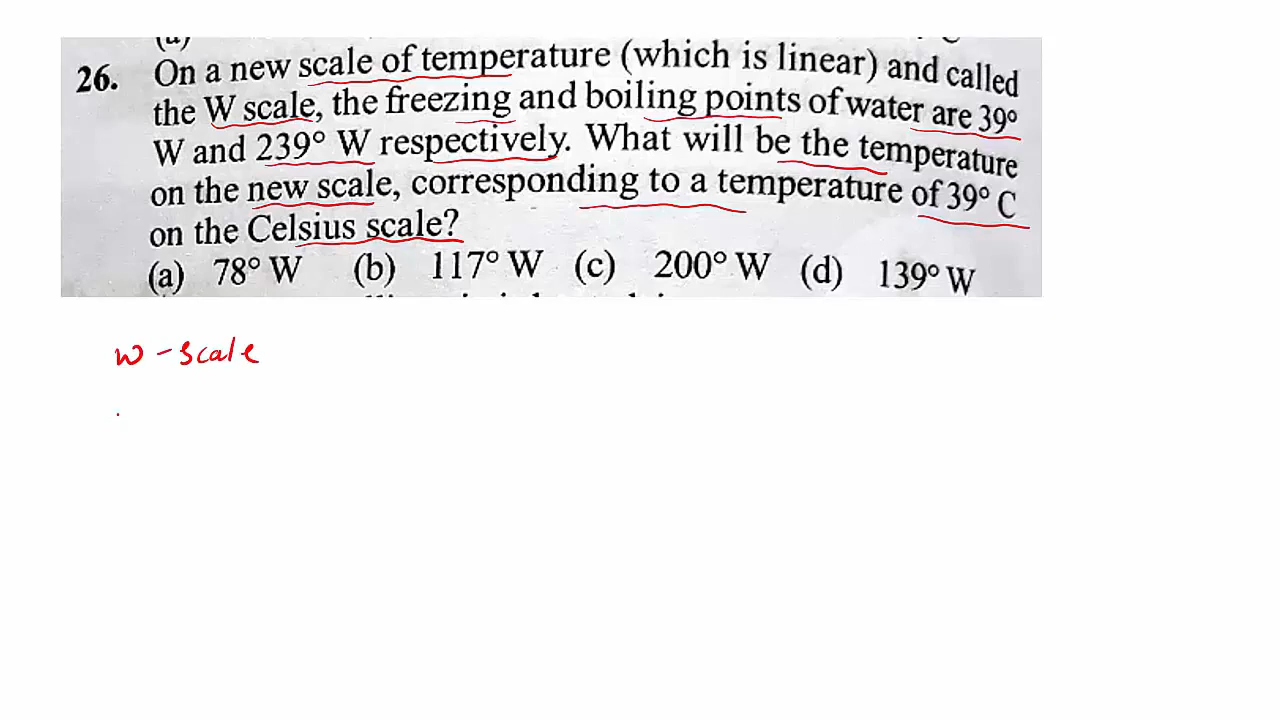 26. On a new scale of temperature (which is linear) and called
the W scale, the freezing and boiling points of water are 39°
W and 239° W respectively. What will be the temperature
on the new scale, corresponding to a temperature of 39° C
on the Celsius scale?
(a) 78° W (b) 117° W (c) 200° W (d) 139° W
W - scale